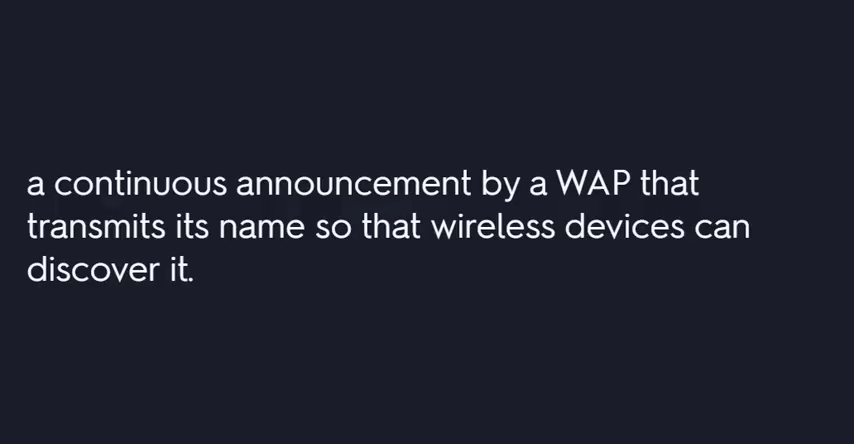 a continuous announcement by a WAP that
transmits its name so that wireless devices can
discover it.